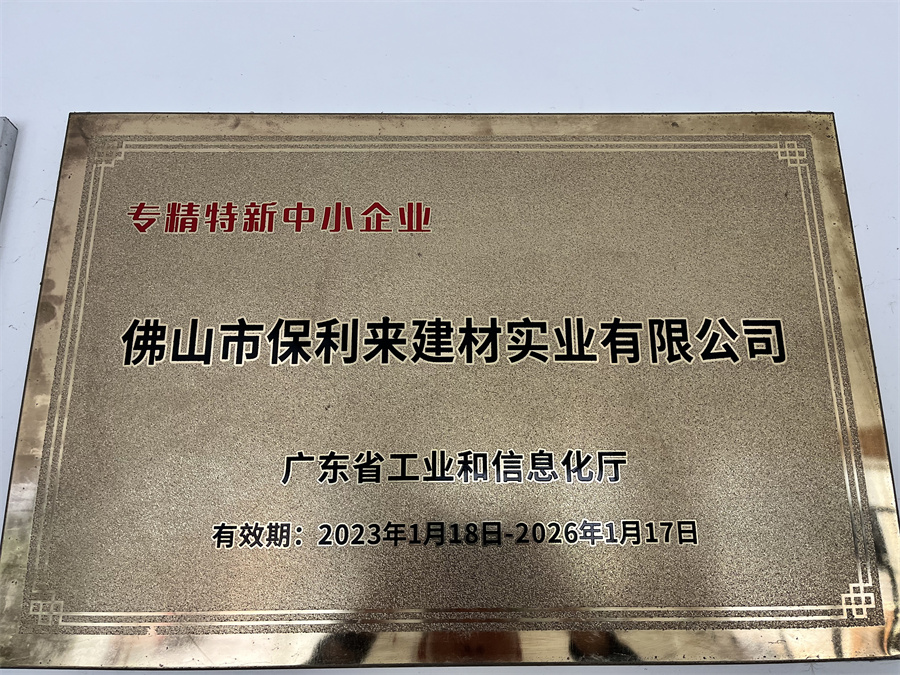 专精特新中小企业
佛山市保利来建材实业有限公司
广东省工业和信息化厅
有效期：2023年1月18日-2026年1月17日